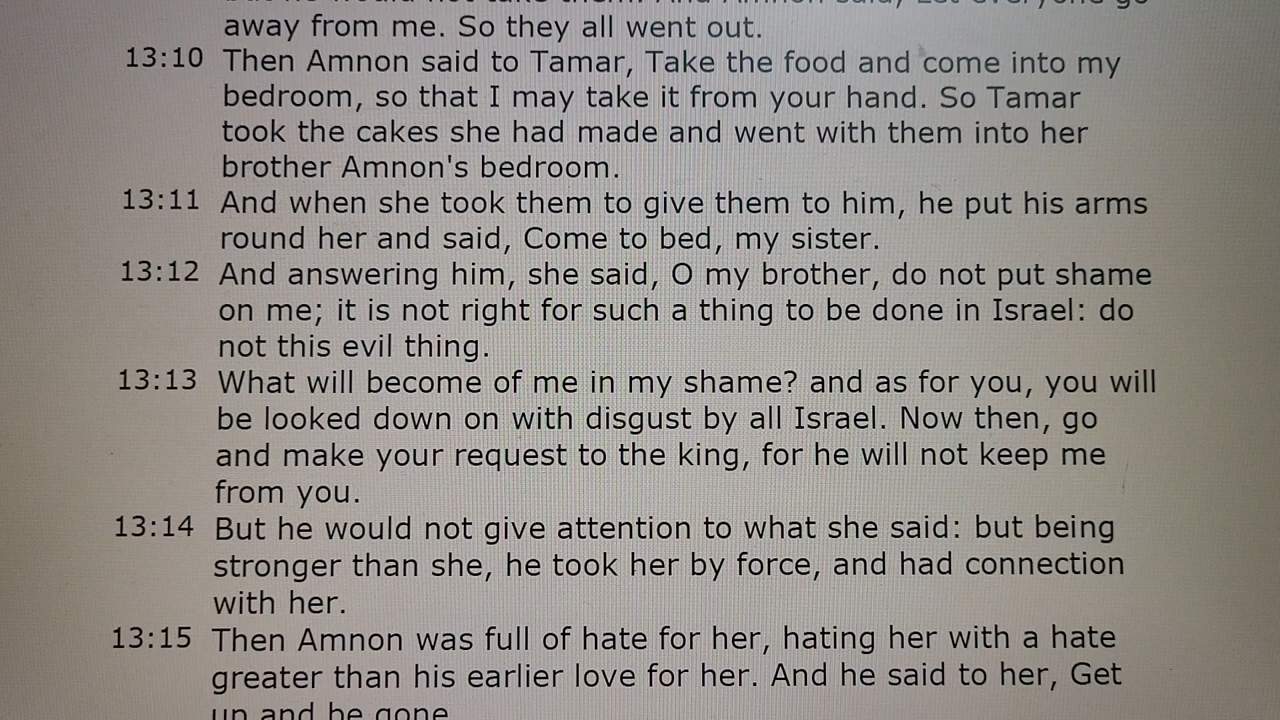 away from me. So they all went out.
13:10 Then Amnon said to Tamar, Take the food and come into my
bedroom, so that I may take it from your hand. So Tamar
took the cakes she had made and went with them into her
brother Amnon's bedroom.
13:11 And when she took them to give them to him, he put his arms
round her and said, Come to bed, my sister.
13:12 And answering him, she said, O my brother, do not put shame
on me; it is not right for such a thing to be done in Israel: do
not this evil thing.
13:13 What will become of me in my shame? and as for you, you will
be looked down on with disgust by all Israel. Now then, go
and make your request to the king, for he will not keep me
from you.
13:14 But he would not give attention to what she said: but being
stronger than she, he took her by force, and had connection
with her.
13:15 Then Amnon was full of hate for her, hating her with a hate
greater than his earlier love for her. And he said to her, Get
up and be gone